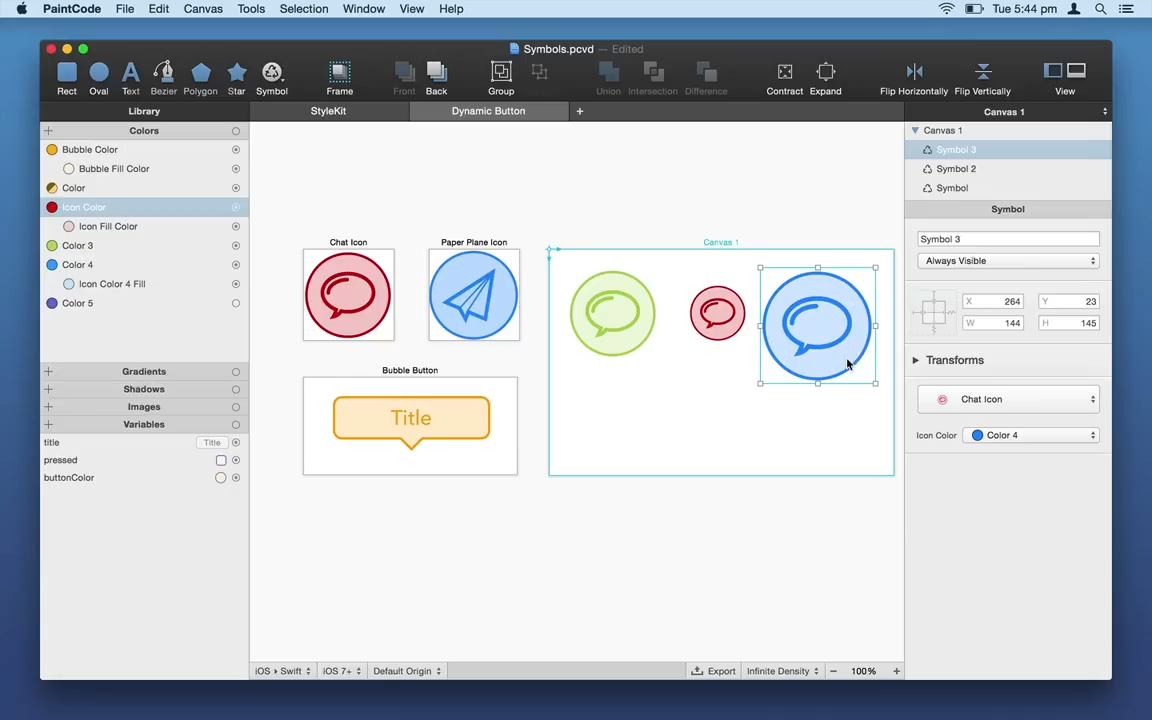 PaintCode File Edit Canvas Tools Selection Window View Help Tue 5:44 pm
Symbols.pcvd — Edited
Rect Oval Text Bezier Polygon Star Symbol Frame Front Back Group Union Intersection Difference Contract Expand Flip Horizontally Flip Vertically View
Library StyleKit Dynamic Button + Canvas 1
Colors
Bubble Color
Bubble Fill Color
Color
Icon Color
Icon Fill Color
Color 3
Color 4
Icon Color 4 Fill
Color 5
Gradients
Shadows
Images
Variables
title Title
pressed
buttonColor
Chat Icon
Paper Plane Icon
Canvas 1
Bubble Button
Title
Canvas 1
Symbol 3
Symbol 2
Symbol
Symbol
Symbol 3
Always Visible
X 264 Y 23
W 144 H 145
Transforms
Chat Icon
Icon Color Color 4
iOS ▸ Swift iOS 7+ Default Origin Export Infinite Density − 100% +